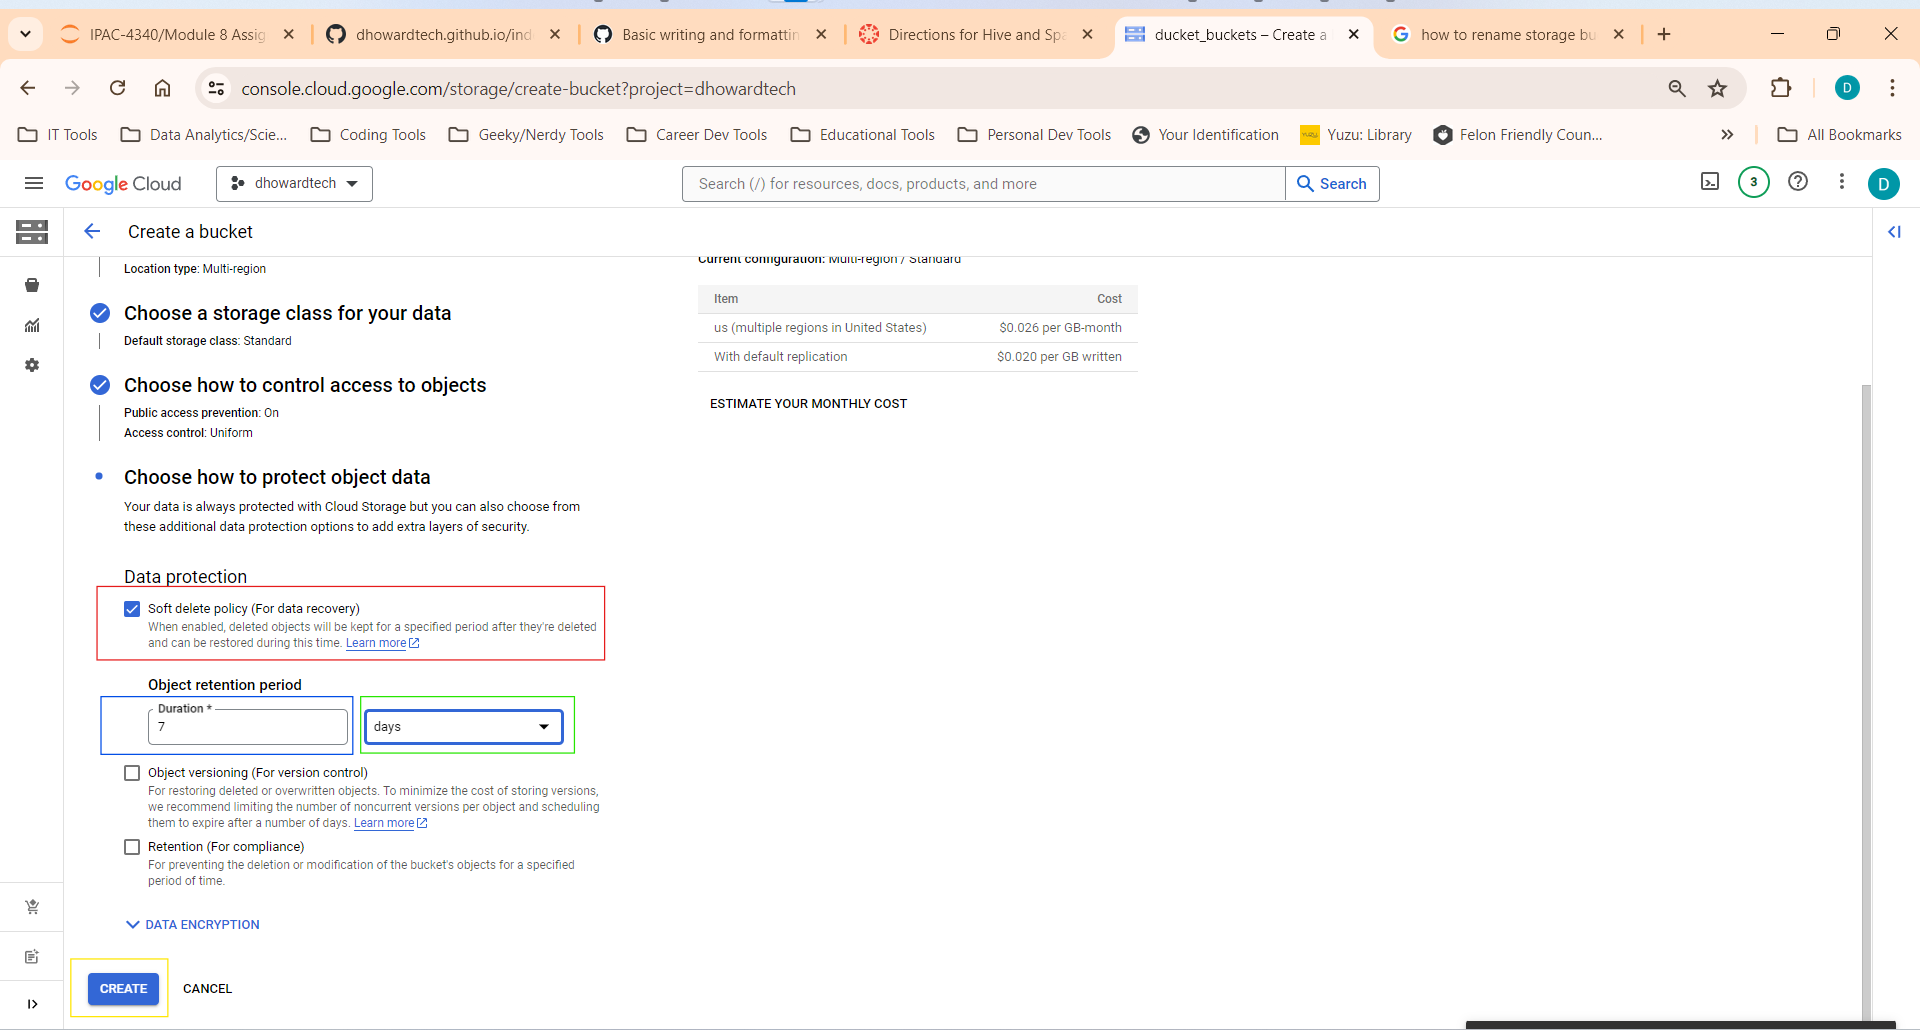 IPAC-4340/Module 8 Assig
dhowardtech.github.io/ind
Basic writing and formattin
Directions for Hive and Spa
ducket_buckets – Create a
how to rename storage bu
console.cloud.google.com/storage/create-bucket?project=dhowardtech
D
IT Tools
Data Analytics/Scie...
Coding Tools
Geeky/Nerdy Tools
Career Dev Tools
Educational Tools
Personal Dev Tools
Your Identification
Yuzu: Library
Felon Friendly Coun...
All Bookmarks
Google Cloud
dhowardtech
Search (/) for resources, docs, products, and more
Search
3
D
Create a bucket
Location type: Multi-region
Choose a storage class for your data
Default storage class: Standard
Choose how to control access to objects
Public access prevention: On
Access control: Uniform
Choose how to protect object data
Your data is always protected with Cloud Storage but you can also choose from
these additional data protection options to add extra layers of security.
Data protection
Soft delete policy (For data recovery)
When enabled, deleted objects will be kept for a specified period after they're deleted
and can be restored during this time. Learn more
Object retention period
Duration *
7
days
Object versioning (For version control)
For restoring deleted or overwritten objects. To minimize the cost of storing versions,
we recommend limiting the number of noncurrent versions per object and scheduling
them to expire after a number of days. Learn more
Retention (For compliance)
For preventing the deletion or modification of the bucket's objects for a specified
period of time.
DATA ENCRYPTION
CREATE
CANCEL
Current configuration: Multi-region / Standard
Item Cost
us (multiple regions in United States) $0.026 per GB-month
With default replication $0.020 per GB written
ESTIMATE YOUR MONTHLY COST